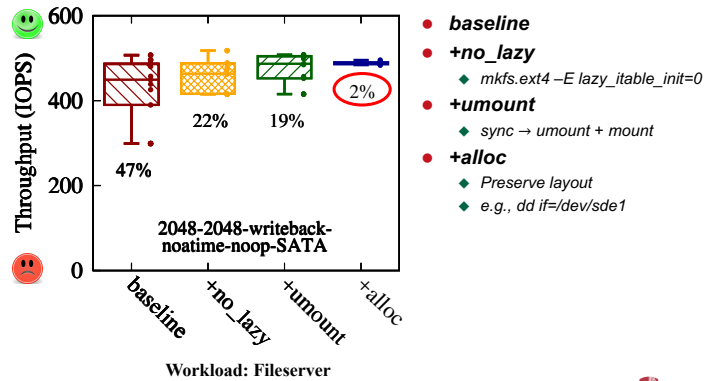 600
400
200
0
Throughput (IOPS)
47%
22%
19%
2%
2048-2048-writeback-
noatime-noop-SATA
baseline
+no_lazy
+umount
+alloc
Workload: Fileserver
baseline
+no_lazy
mkfs.ext4 –E lazy_itable_init=0
+umount
sync → umount + mount
+alloc
Preserve layout
e.g., dd if=/dev/sde1